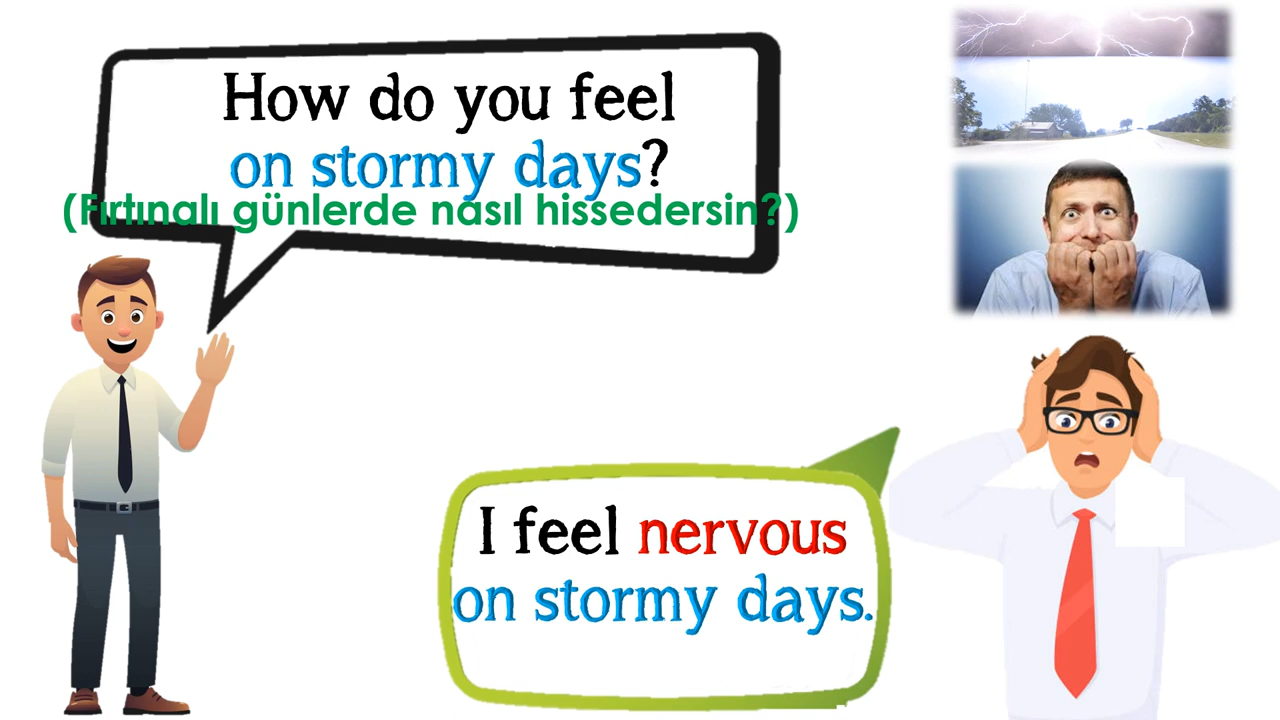 How do you feel
on stormy days?
(Fırtınalı günlerde nasıl hissedersin?)
I feel nervous
on stormy days.